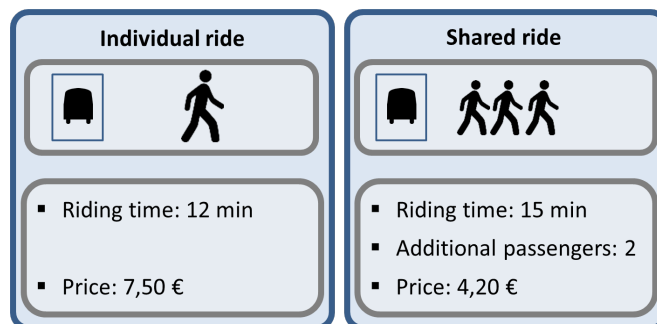 Individual ride
▪ Riding time: 12 min
▪ Price: 7,50 €
Shared ride
▪ Riding time: 15 min
▪ Additional passengers: 2
▪ Price: 4,20 €